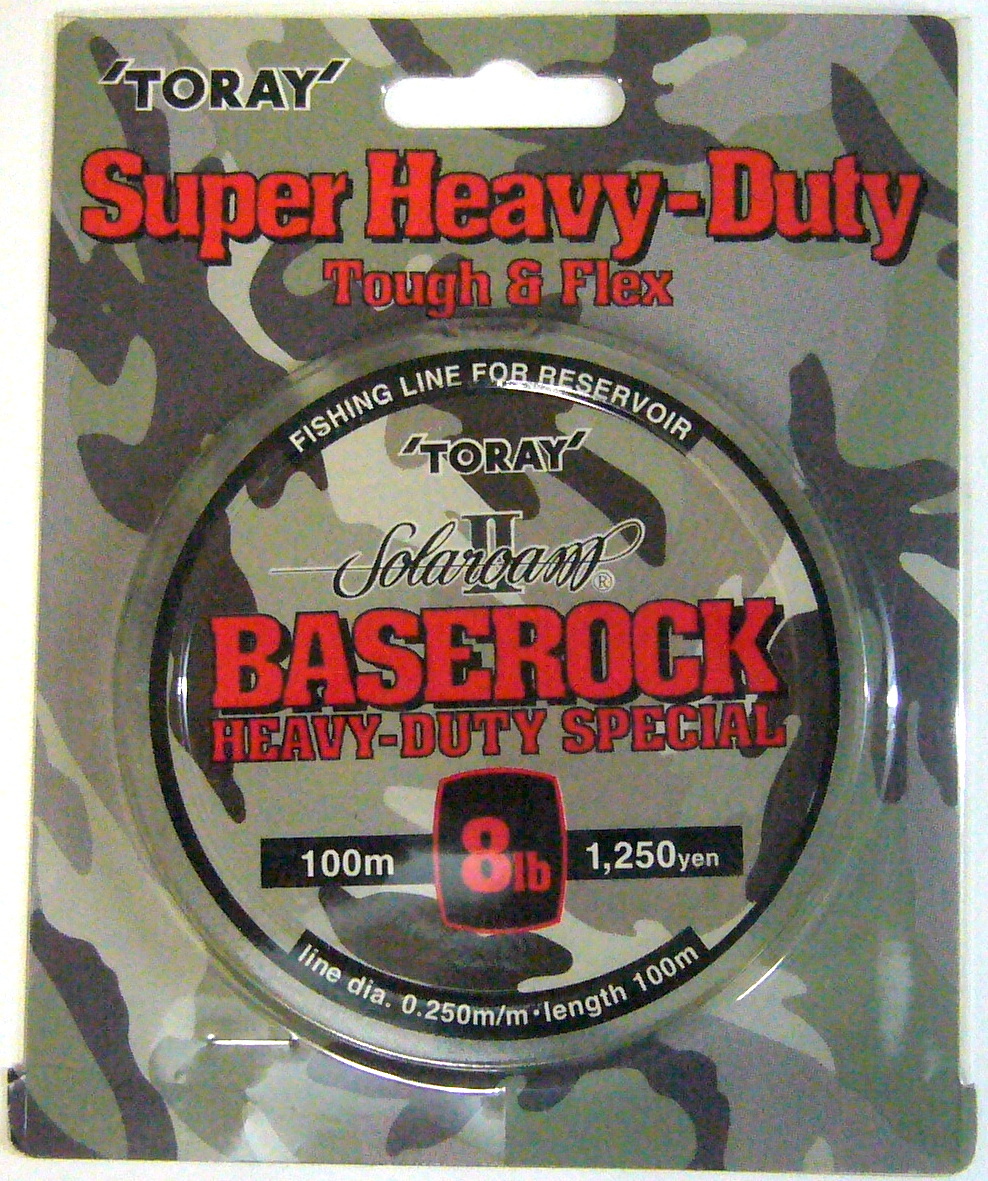 'TORAY'
Super Heavy-Duty
Tough & Flex
FISHING LINE FOR RESERVOIR
'TORAY'
II
Solaroam®
BASEROCK
HEAVY-DUTY SPECIAL
100m 8lb 1,250yen
line dia. 0.250m/m·length 100m